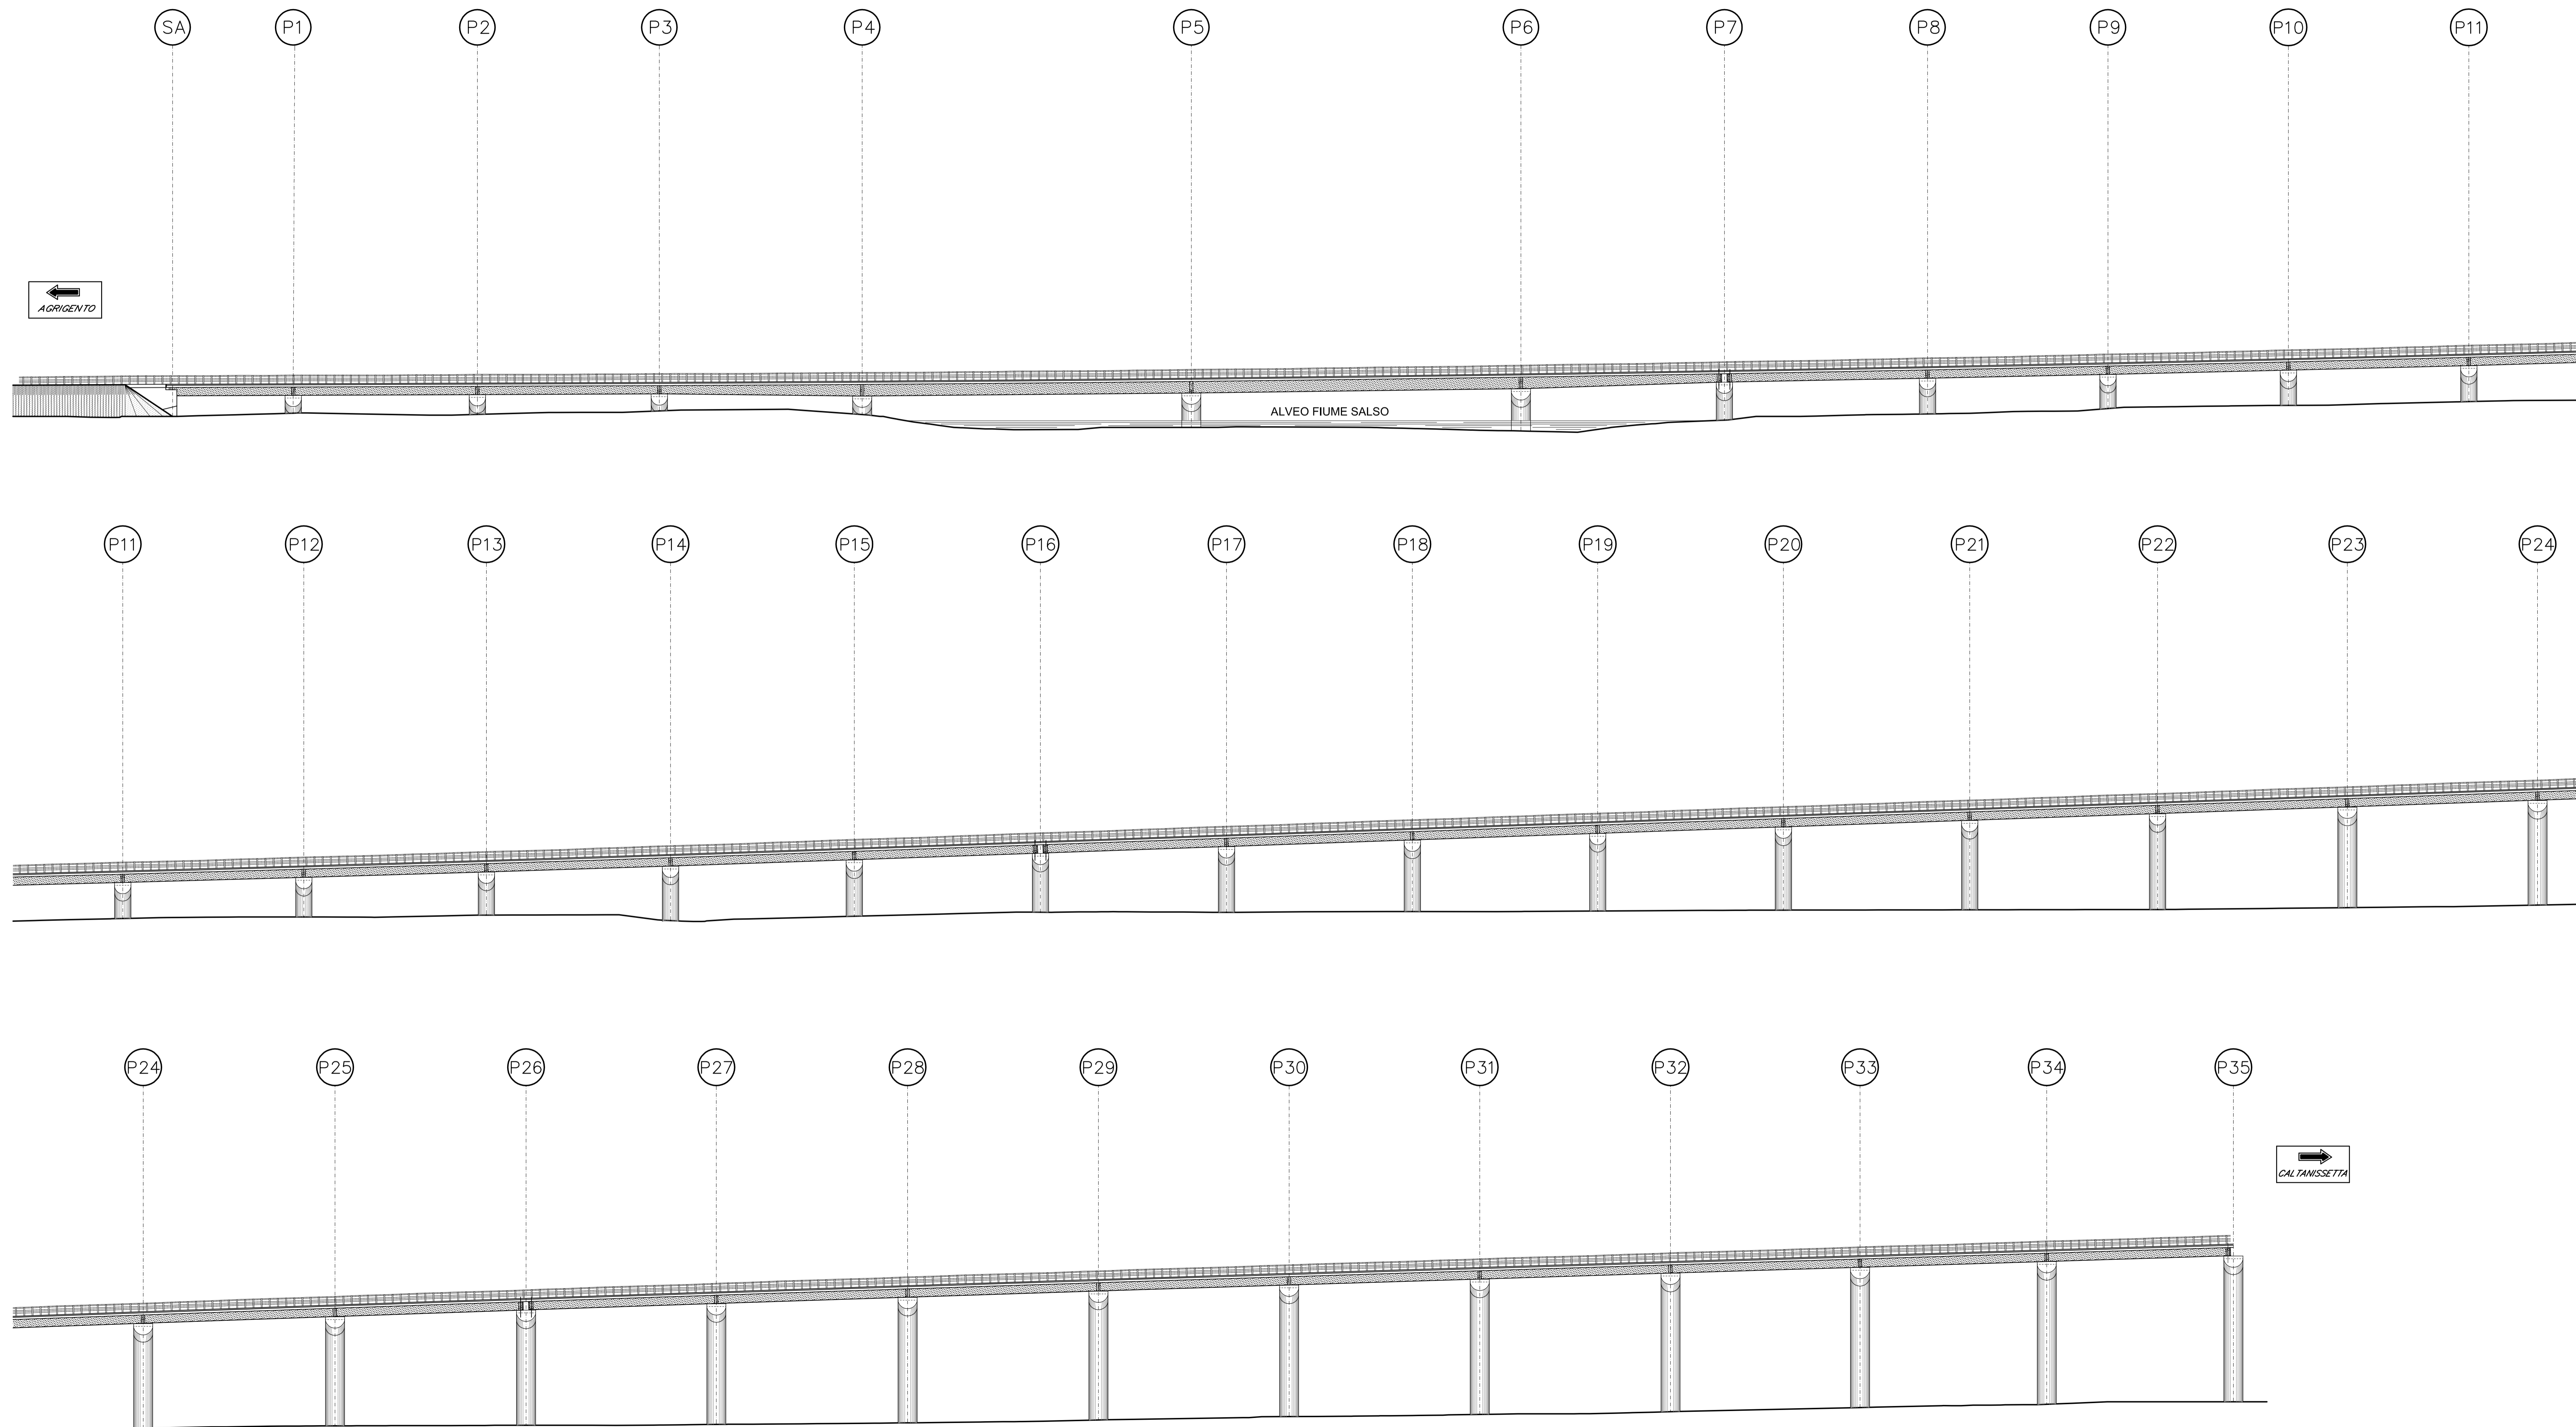 SA P1 P2 P3 P4 P5 P6 P7 P8 P9 P10 P11
AGRIGENTO
ALVEO FIUME SALSO
P11 P12 P13 P14 P15 P16 P17 P18 P19 P20 P21 P22 P23 P24
P24 P25 P26 P27 P28 P29 P30 P31 P32 P33 P34 P35
CALTANISSETTA